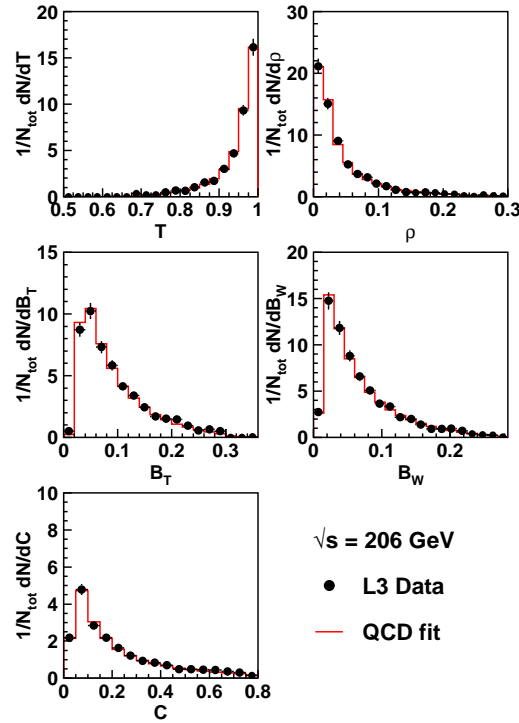 1/N_tot dN/dT
20
15
10
5
0
0.5 0.6 0.7 0.8 0.9 1
T
1/N_tot dN/dρ
30
20
10
0
0 0.1 0.2 0.3
ρ
1/N_tot dN/dB_T
15
10
5
0
0 0.1 0.2 0.3
B_T
1/N_tot dN/dB_W
20
15
10
5
0
0 0.1 0.2
B_W
1/N_tot dN/dC
10
8
6
4
2
0
0 0.2 0.4 0.6 0.8
C
√s = 206 GeV
L3 Data
QCD fit